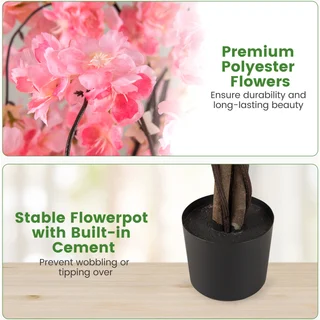 Premium
Polyester
Flowers
Ensure durability and
long-lasting beauty
Stable Flowerpot
with Built-in
Cement
Prevent wobbling or
tipping over